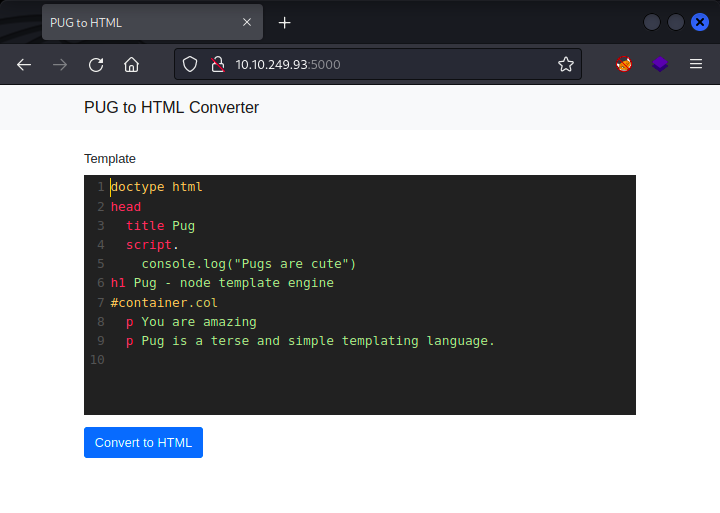 PUG to HTML
10.10.249.93:5000
PUG to HTML Converter
Template
1 doctype html
2 head
3   title Pug
4   script.
5     console.log("Pugs are cute")
6 h1 Pug - node template engine
7 #container.col
8   p You are amazing
9   p Pug is a terse and simple templating language.
10
Convert to HTML